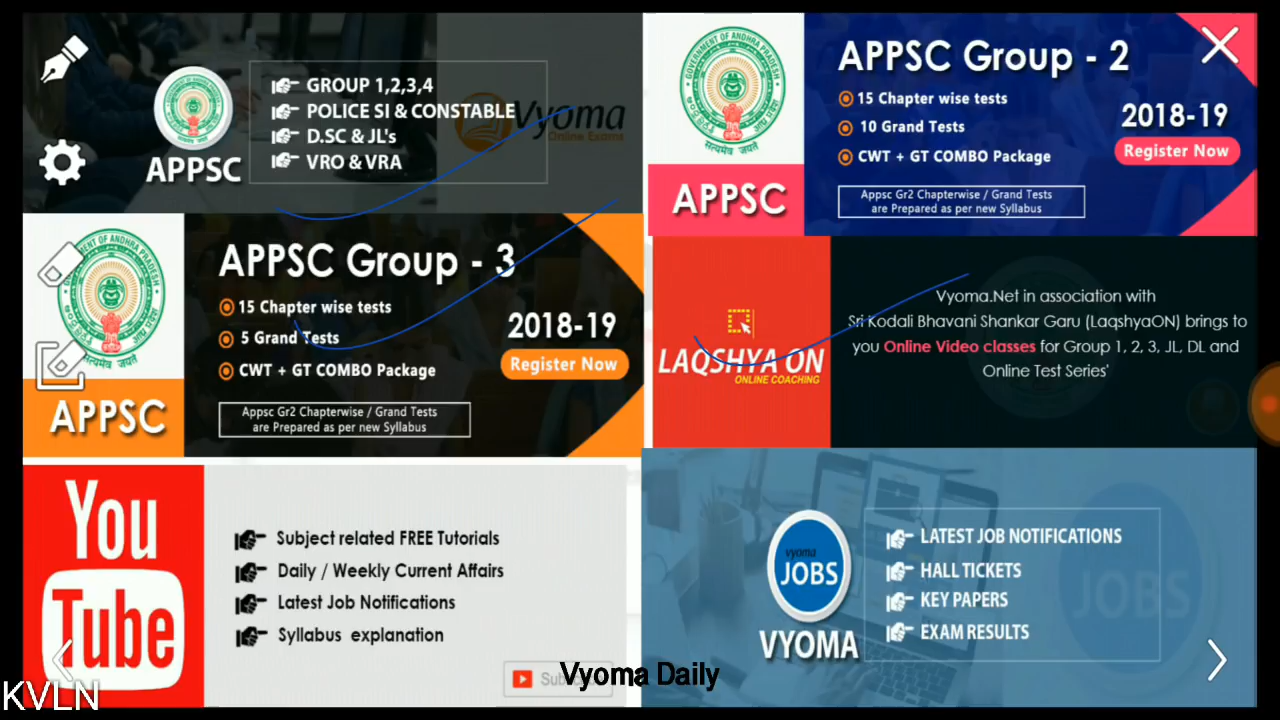 APPSC
GROUP 1,2,3,4
POLICE SI & CONSTABLE
D.SC & JL's
VRO & VRA
Vyoma
Online Exams
GOVERNMENT OF ANDHRA PRADESH
सत्यमेव जयते
APPSC
APPSC Group - 2
15 Chapter wise tests
10 Grand Tests
CWT + GT COMBO Package
2018-19
Register Now
Appsc Gr2 Chapterwise / Grand Tests
are Prepared as per new Syllabus
APPSC
APPSC Group - 3
15 Chapter wise tests
5 Grand Tests
CWT + GT COMBO Package
2018-19
Register Now
Appsc Gr2 Chapterwise / Grand Tests
are Prepared as per new Syllabus
LAQSHYA ON
ONLINE COACHING
Vyoma.Net in association with
Sri Kodali Bhavani Shankar Garu (LaqshyaON) brings to
you Online Video classes for Group 1, 2, 3, JL, DL and
Online Test Series'
You
Tube
Subject related FREE Tutorials
Daily / Weekly Current Affairs
Latest Job Notifications
Syllabus explanation
vyoma
JOBS
VYOMA
LATEST JOB NOTIFICATIONS
HALL TICKETS
KEY PAPERS
EXAM RESULTS
JOBS
Vyoma Daily
KVLN